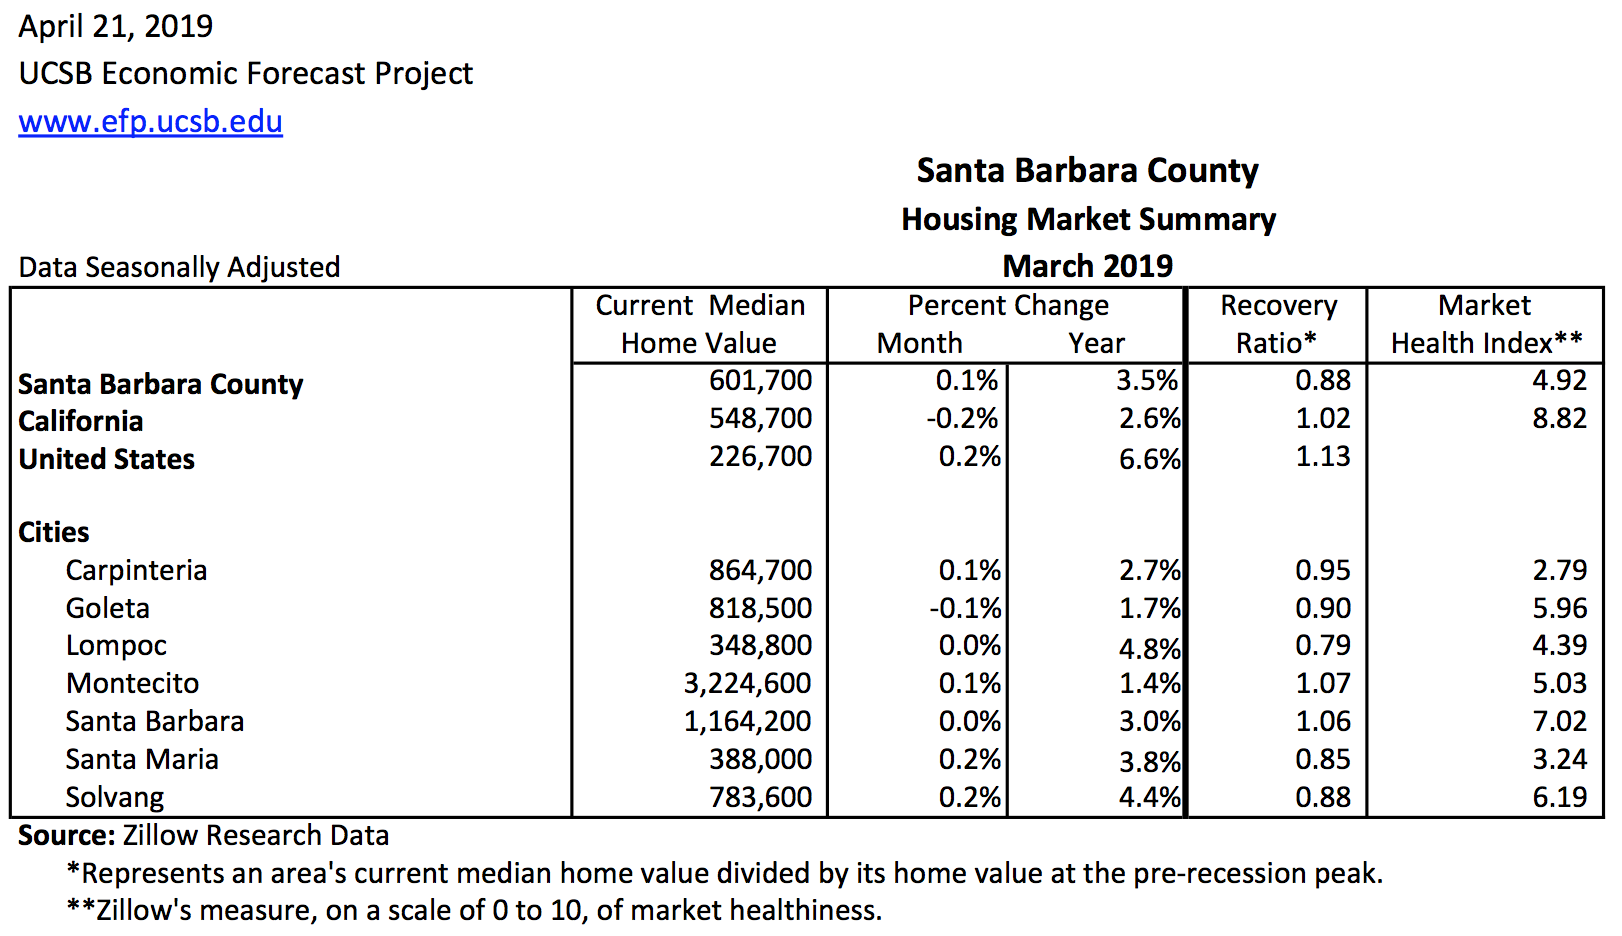 April 21, 2019
UCSB Economic Forecast Project
www.efp.ucsb.edu
Santa Barbara County
Housing Market Summary
Data Seasonally Adjusted March 2019
Current Median Percent Change Recovery Market
Home Value Month Year Ratio* Health Index**
Santa Barbara County 601,700 0.1% 3.5% 0.88 4.92
California 548,700 -0.2% 2.6% 1.02 8.82
United States 226,700 0.2% 6.6% 1.13
Cities
Carpinteria 864,700 0.1% 2.7% 0.95 2.79
Goleta 818,500 -0.1% 1.7% 0.90 5.96
Lompoc 348,800 0.0% 4.8% 0.79 4.39
Montecito 3,224,600 0.1% 1.4% 1.07 5.03
Santa Barbara 1,164,200 0.0% 3.0% 1.06 7.02
Santa Maria 388,000 0.2% 3.8% 0.85 3.24
Solvang 783,600 0.2% 4.4% 0.88 6.19
Source: Zillow Research Data
*Represents an area's current median home value divided by its home value at the pre-recession peak.
**Zillow's measure, on a scale of 0 to 10, of market healthiness.